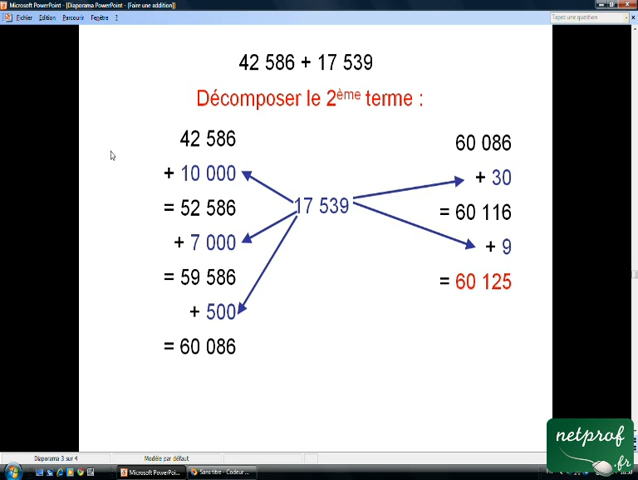 Microsoft PowerPoint - [Diaporama PowerPoint - [Faire une addition]]
Fichier Edition Parcourir Fenêtre ?
Tapez une question
42 586 + 17 539
Décomposer le 2ème terme :
42 586
+ 10 000
= 52 586
+ 7 000
= 59 586
+ 500
= 60 086
17 539
60 086
+ 30
= 60 116
+ 9
= 60 125
netprof
.fr
Diaporama 3 sur 4
Modèle par défaut
Microsoft PowerPoint...
Sans titre - Codeur ...